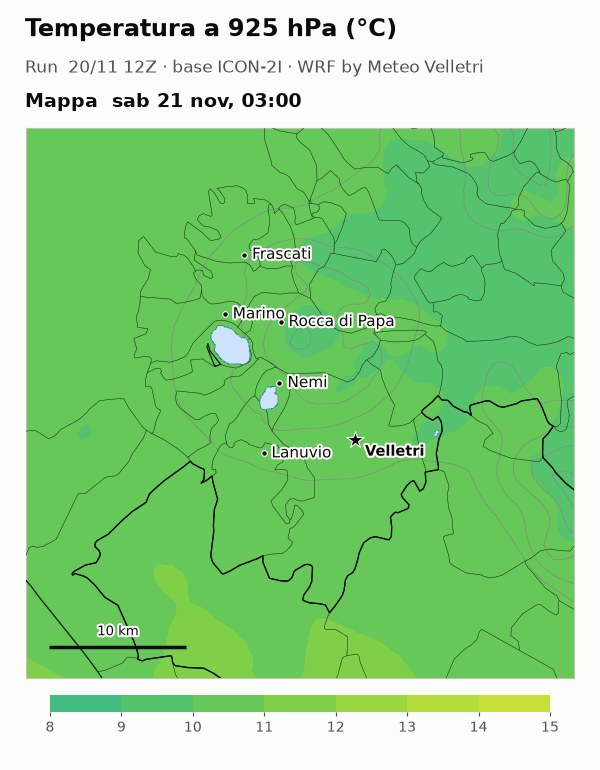 Temperatura a 925 hPa (°C)
Run  20/11 12Z · base ICON-2I · WRF by Meteo Velletri
Mappa  sab 21 nov, 03:00
Frascati
Marino
Rocca di Papa
Nemi
Velletri
Lanuvio
10 km
8 9 10 11 12 13 14 15